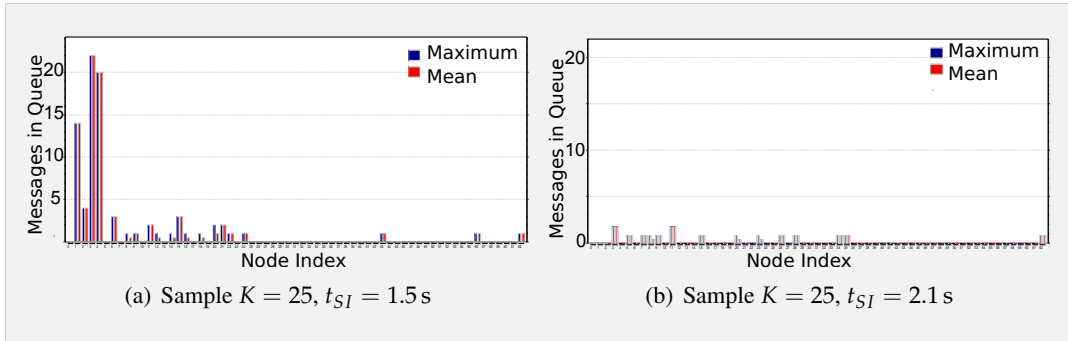 Messages in Queue
20
15
10
5
Maximum
Mean
Node Index
(a) Sample K = 25, t_SI = 1.5 s
Messages in Queue
20
10
0
Maximum
Mean
Node Index
(b) Sample K = 25, t_SI = 2.1 s